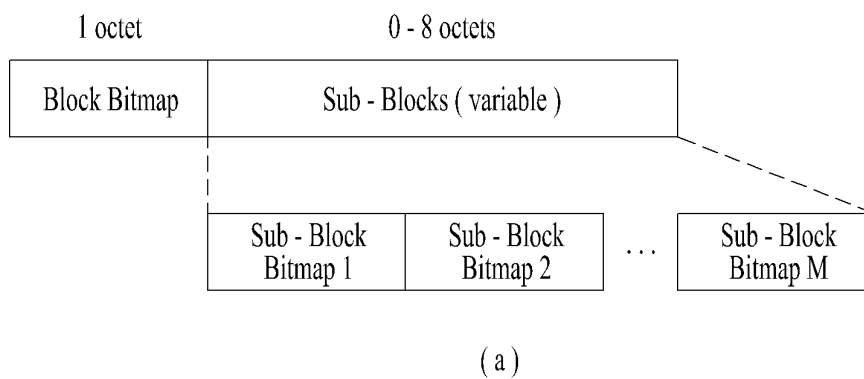 1 octet
0 - 8 octets
Block Bitmap
Sub - Blocks ( variable )
Sub - Block
Bitmap 1
Sub - Block
Bitmap 2
. . .
Sub - Block
Bitmap M
( a )